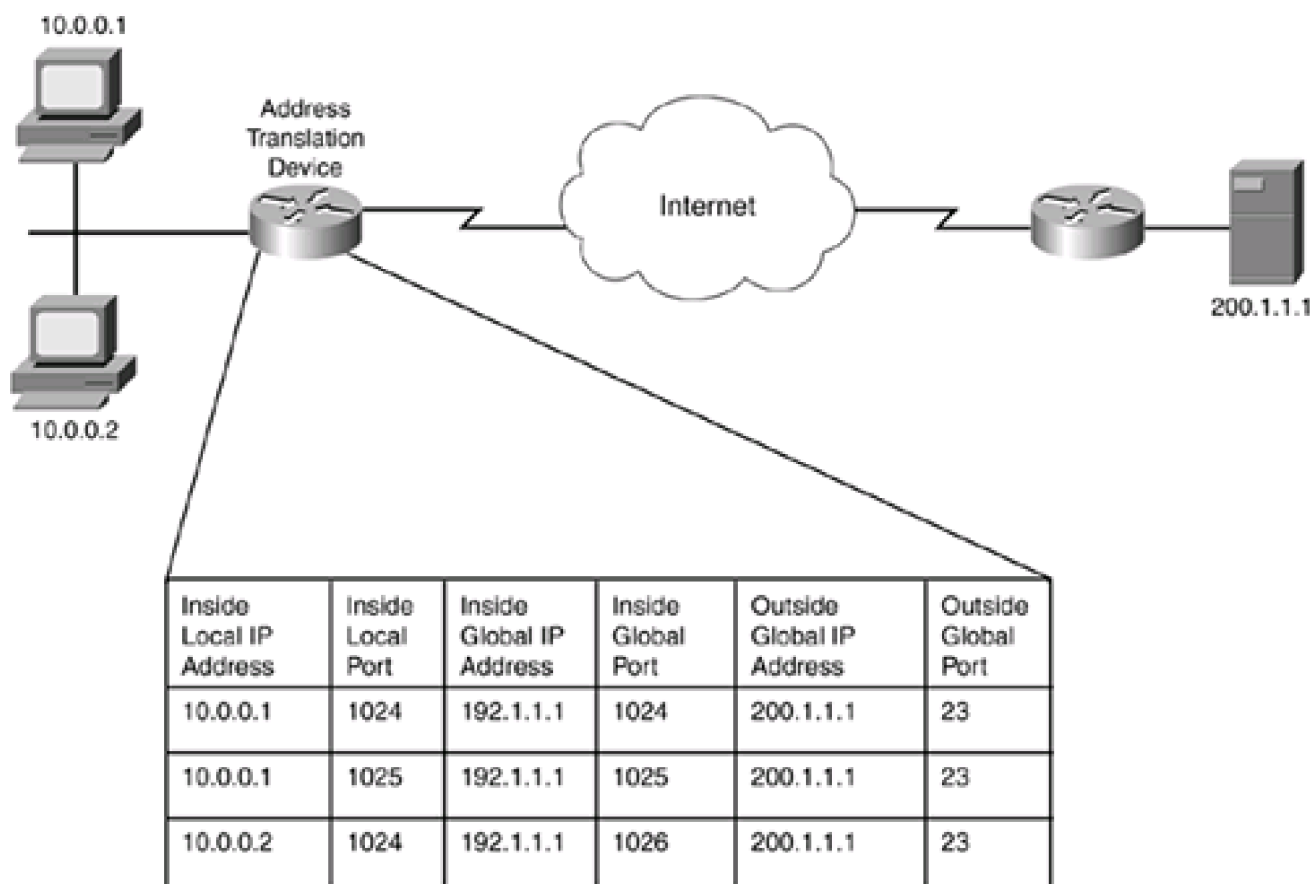 10.0.0.1
Address
Translation
Device
Internet
200.1.1.1
10.0.0.2
Inside Local IP Address | Inside Local Port | Inside Global IP Address | Inside Global Port | Outside Global IP Address | Outside Global Port
10.0.0.1 | 1024 | 192.1.1.1 | 1024 | 200.1.1.1 | 23
10.0.0.1 | 1025 | 192.1.1.1 | 1025 | 200.1.1.1 | 23
10.0.0.2 | 1024 | 192.1.1.1 | 1026 | 200.1.1.1 | 23